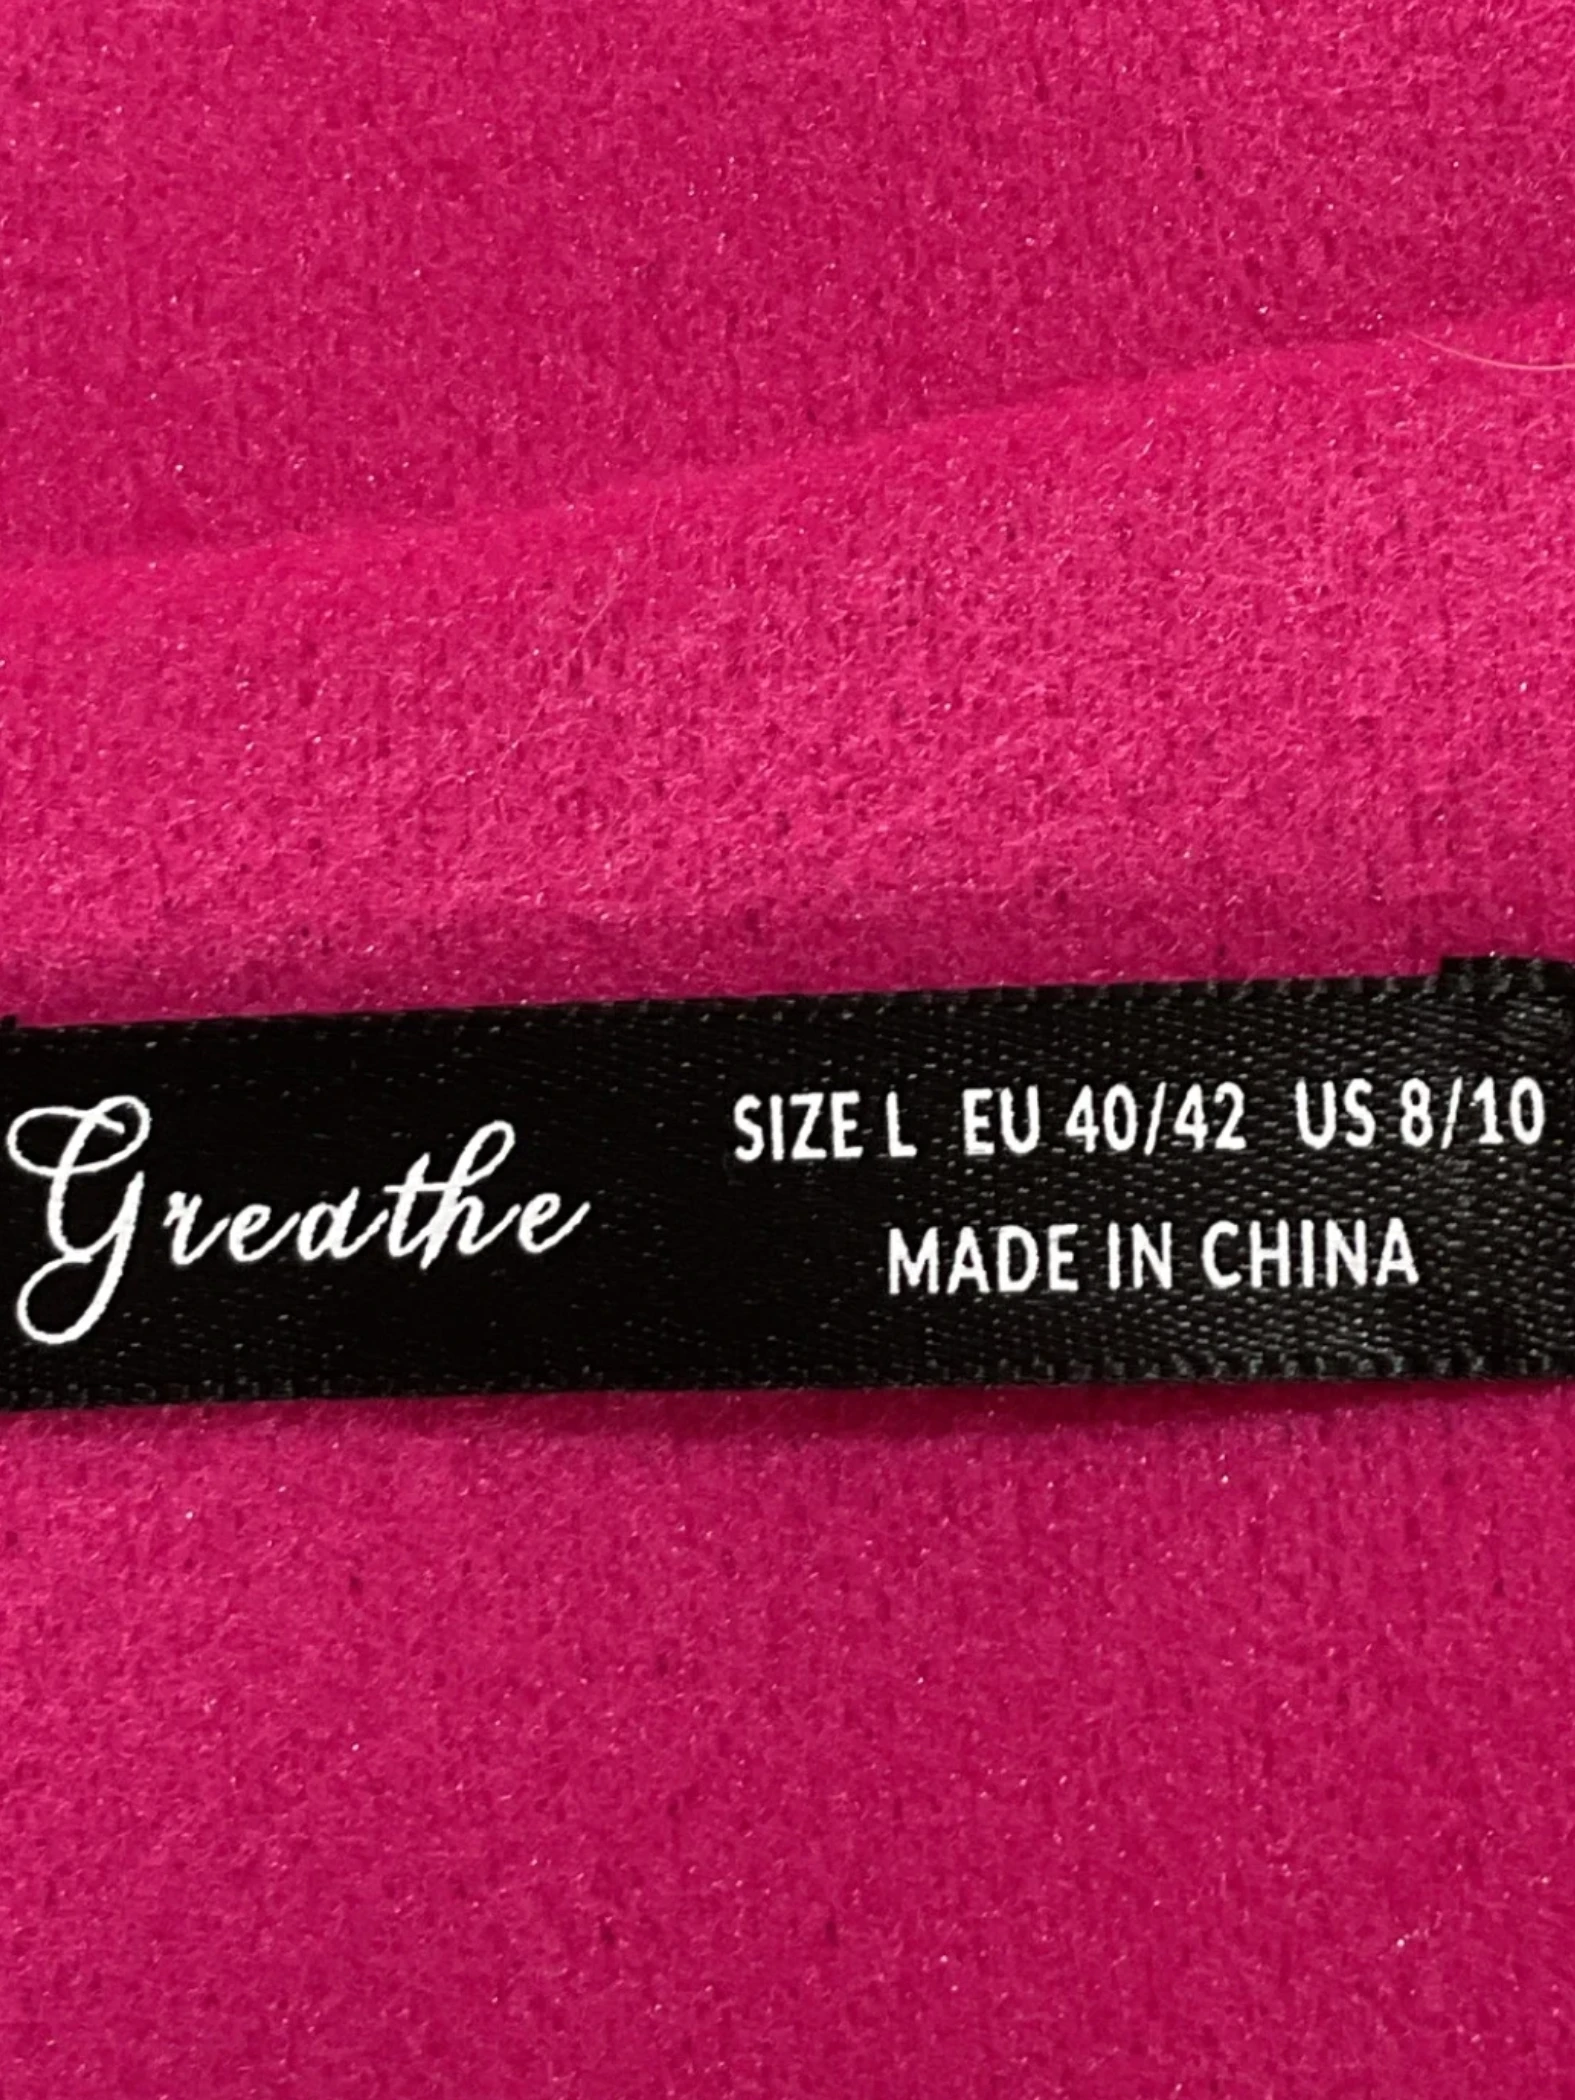 Greathe
SIZE L EU 40/42 US 8/10
MADE IN CHINA